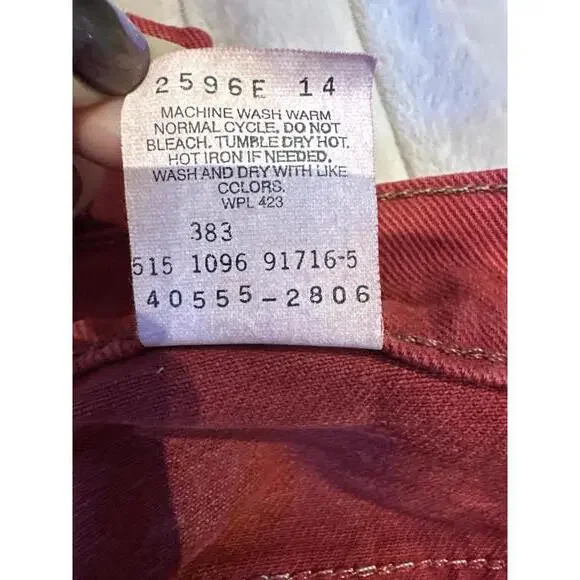 2596E 14
MACHINE WASH WARM
NORMAL CYCLE. DO NOT
BLEACH. TUMBLE DRY HOT.
HOT IRON IF NEEDED.
WASH AND DRY WITH LIKE
COLORS.
WPL 423
383
515 1096 91716-5
40555-2806